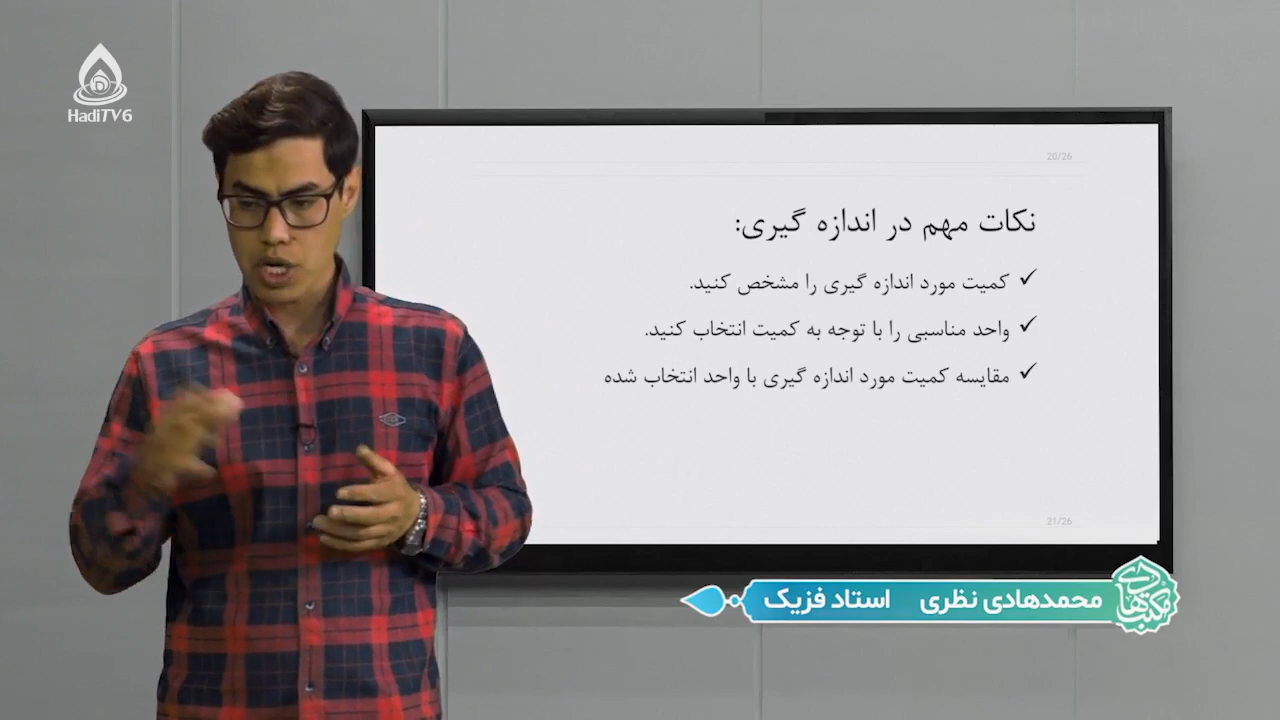 HadiTV6
20/26
نکات مهم در اندازه گیری:
✓ کمیت مورد اندازه گیری را مشخص کنید.
✓ واحد مناسبی را با توجه به کمیت انتخاب کنید.
✓ مقایسه کمیت مورد اندازه گیری با واحد انتخاب شده
21/26
محمدهادی نظری استاد فزیک
مکتب هادی